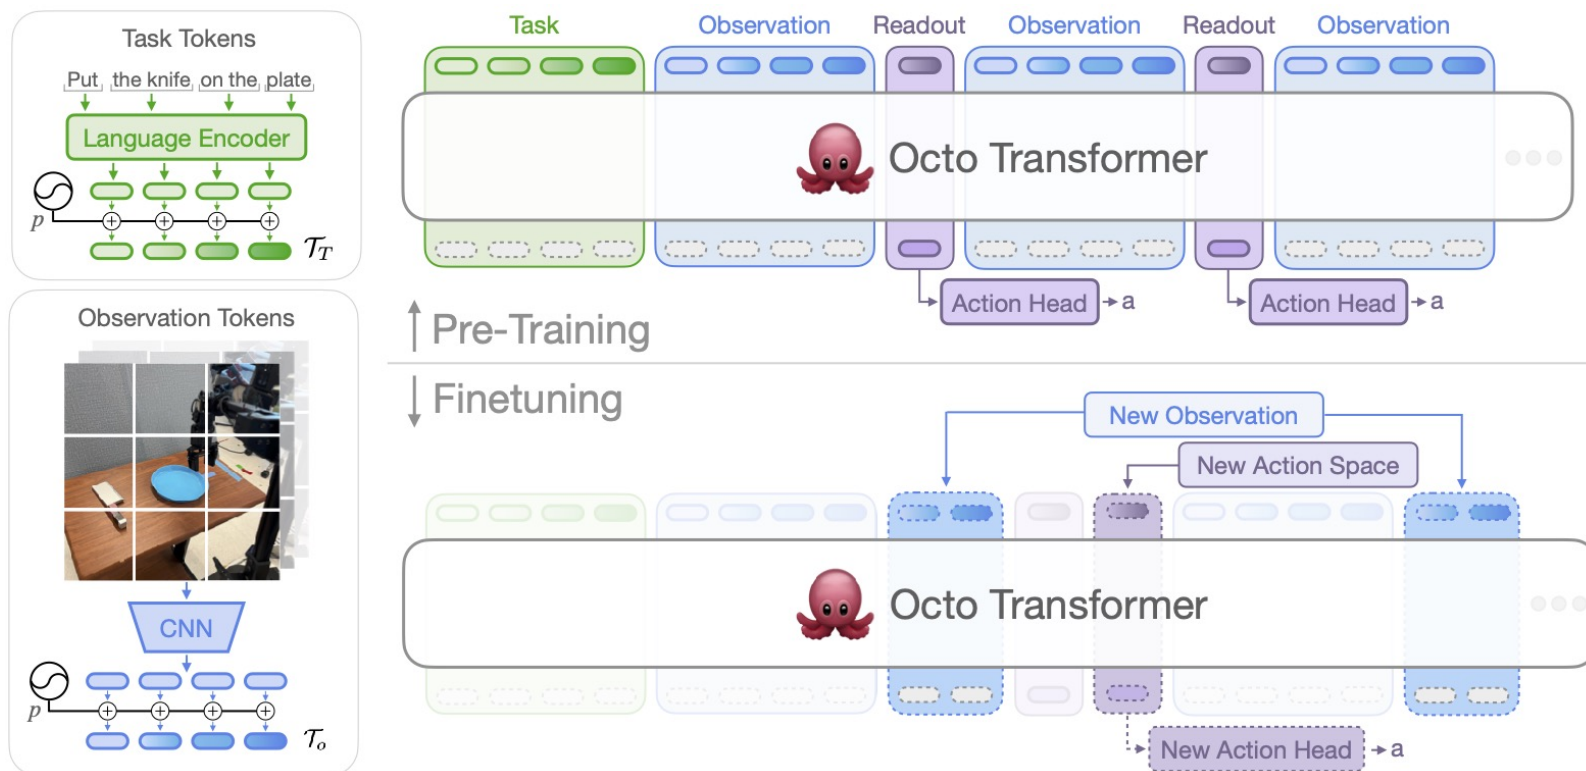 Task Tokens
Put the knife on the plate
Language Encoder
p
+ + + +
𝒯_T
Observation Tokens
CNN
p
+ + + +
𝒯_o
Task Observation Readout Observation Readout Observation
Octo Transformer
Action Head a Action Head a
Pre-Training
Finetuning
New Observation
New Action Space
Octo Transformer
New Action Head a